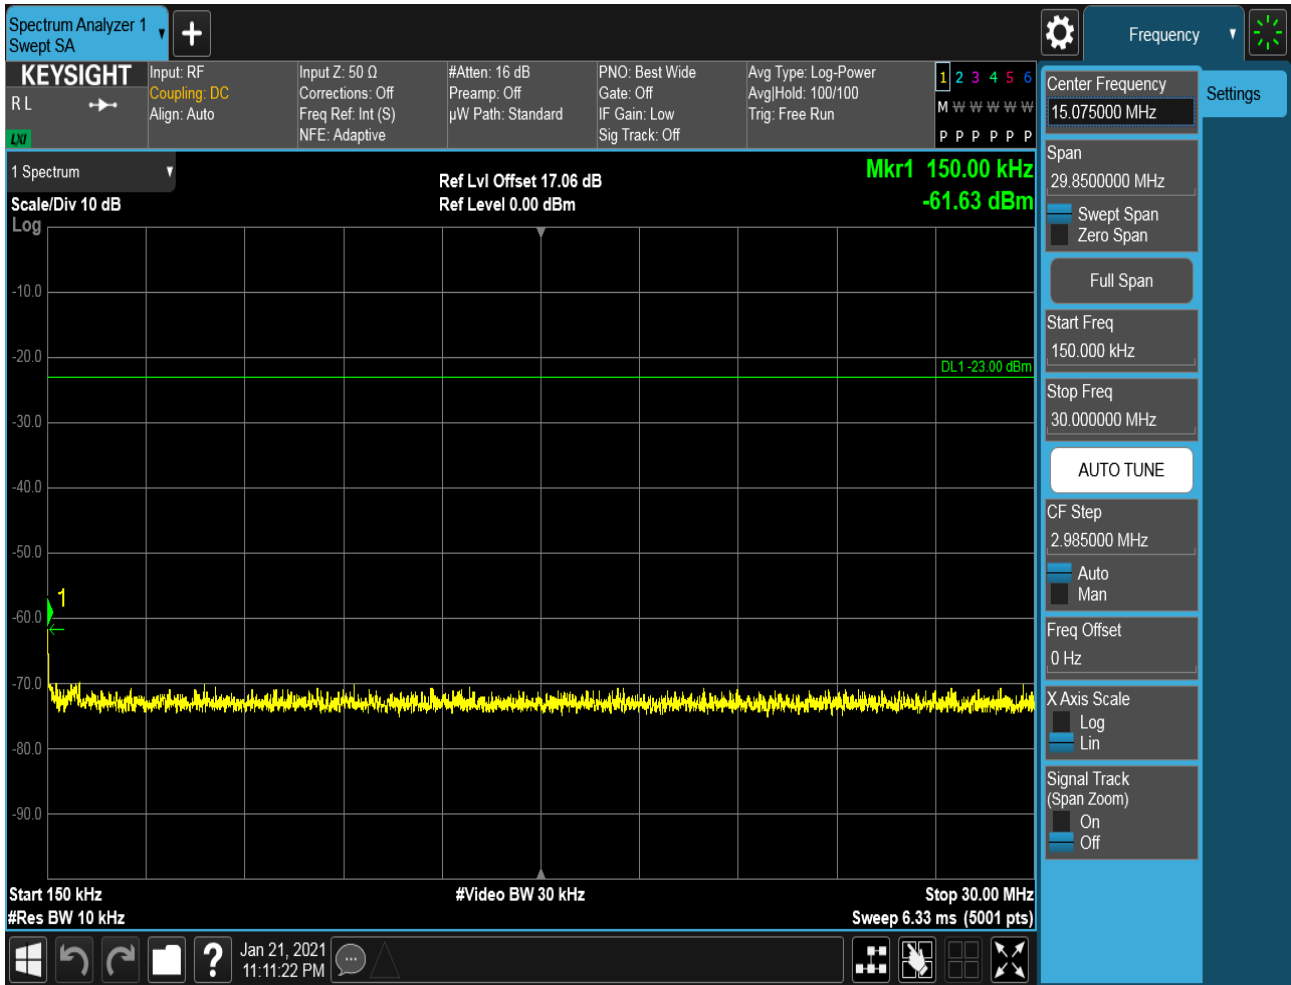 Spectrum Analyzer 1
Swept SA
Frequency
KEYSIGHT
R L
LXI
Input: RF
Coupling: DC
Align: Auto
Input Z: 50 Ω
Corrections: Off
Freq Ref: Int (S)
NFE: Adaptive
#Atten: 16 dB
Preamp: Off
µW Path: Standard
PNO: Best Wide
Gate: Off
IF Gain: Low
Sig Track: Off
Avg Type: Log-Power
Avg|Hold: 100/100
Trig: Free Run
1 2 3 4 5 6
M W W W W W
P P P P P P
1 Spectrum
Scale/Div 10 dB
Log
Ref Lvl Offset 17.06 dB
Ref Level 0.00 dBm
Mkr1 150.00 kHz
-61.63 dBm
-10.0
-20.0
DL1 -23.00 dBm
-30.0
-40.0
-50.0
1
-60.0
-70.0
-80.0
-90.0
Start 150 kHz
#Res BW 10 kHz
#Video BW 30 kHz
Stop 30.00 MHz
Sweep 6.33 ms (5001 pts)
?
Jan 21, 2021
11:11:22 PM
Center Frequency
15.075000 MHz
Settings
Span
29.8500000 MHz
Swept Span
Zero Span
Full Span
Start Freq
150.000 kHz
Stop Freq
30.000000 MHz
AUTO TUNE
CF Step
2.985000 MHz
Auto
Man
Freq Offset
0 Hz
X Axis Scale
Log
Lin
Signal Track
(Span Zoom)
On
Off